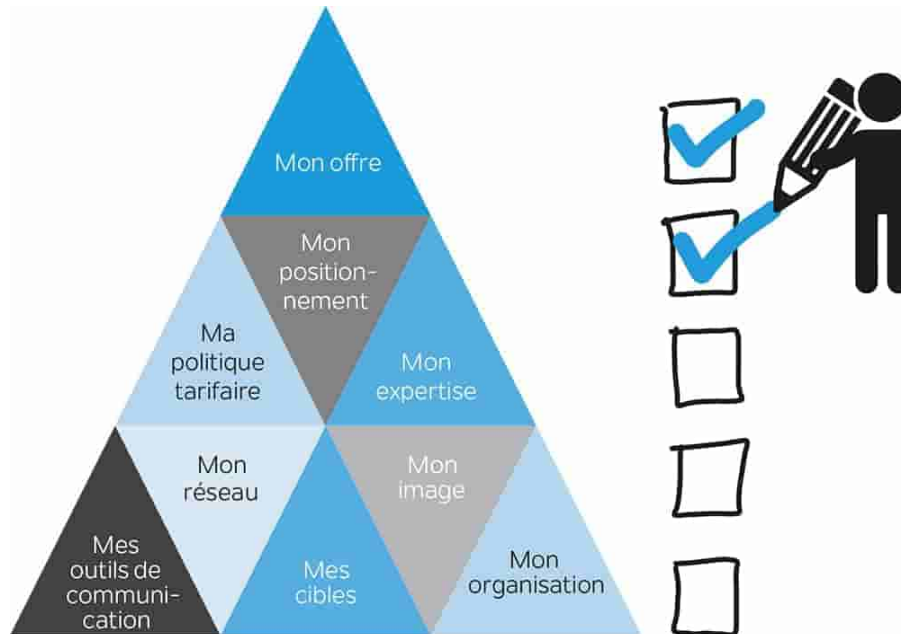 Mon offre
Mon
position-
nement
Ma
politique
tarifaire
Mon
expertise
Mon
réseau
Mon
image
Mes
outils de
communi-
cation
Mes
cibles
Mon
organisation